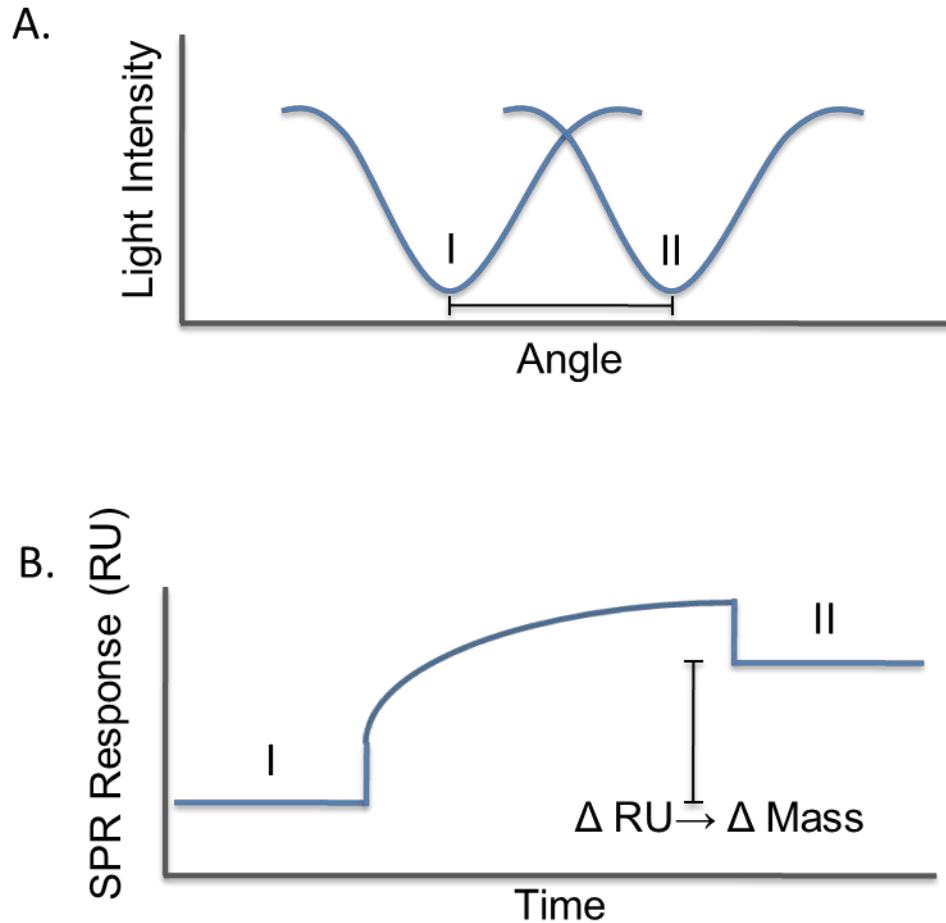 A.
Light Intensity
I
II
Angle
B.
SPR Response (RU)
I
II
Δ RU→ Δ Mass
Time